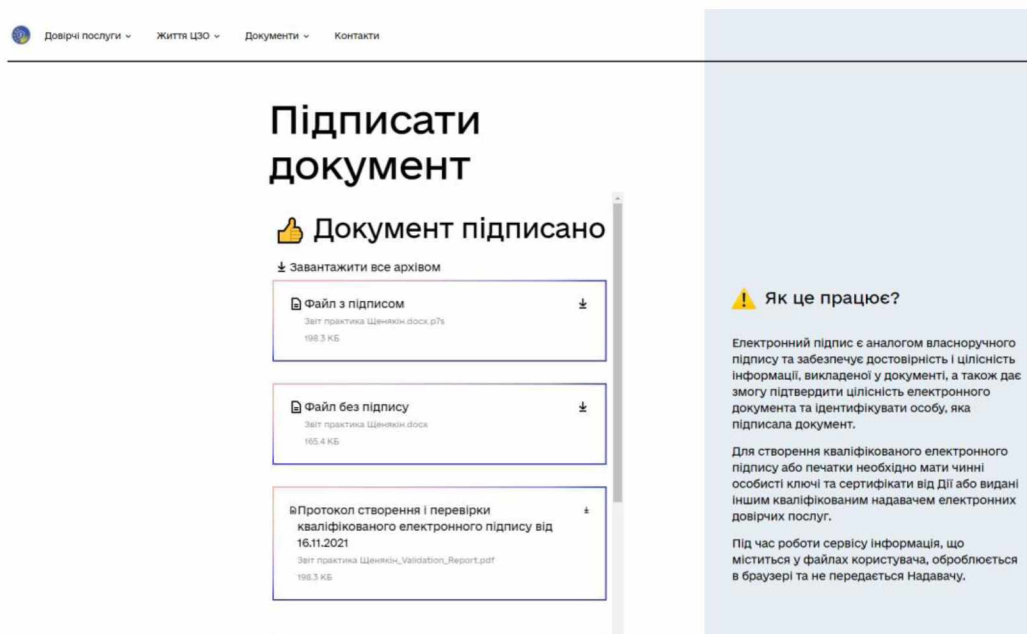 Довірчі послуги
Життя ЦЗО
Документи
Контакти
Підписати
документ
Документ підписано
Завантажити все архівом
Файл з підписом
Звіт практика Щенякін.docx.p7s
198.3 КБ
Файл без підпису
Звіт практика Щенякін.docx
165.4 КБ
Протокол створення і перевірки
кваліфікованого електронного підпису від
16.11.2021
Звіт практика Щенякін_Validation_Report.pdf
198.3 КБ
Як це працює?
Електронний підпис є аналогом власноручного
підпису та забезпечує достовірність і цілісність
інформації, викладеної у документі, а також дає
змогу підтвердити цілісність електронного
документа та ідентифікувати особу, яка
підписала документ.
Для створення кваліфікованого електронного
підпису або печатки необхідно мати чинні
особисті ключі та сертифікати від Дії або видані
іншим кваліфікованим надавачем електронних
довірчих послуг.
Під час роботи сервісу інформація, що
міститься у файлах користувача, оброблюється
в браузері та не передається Надавачу.